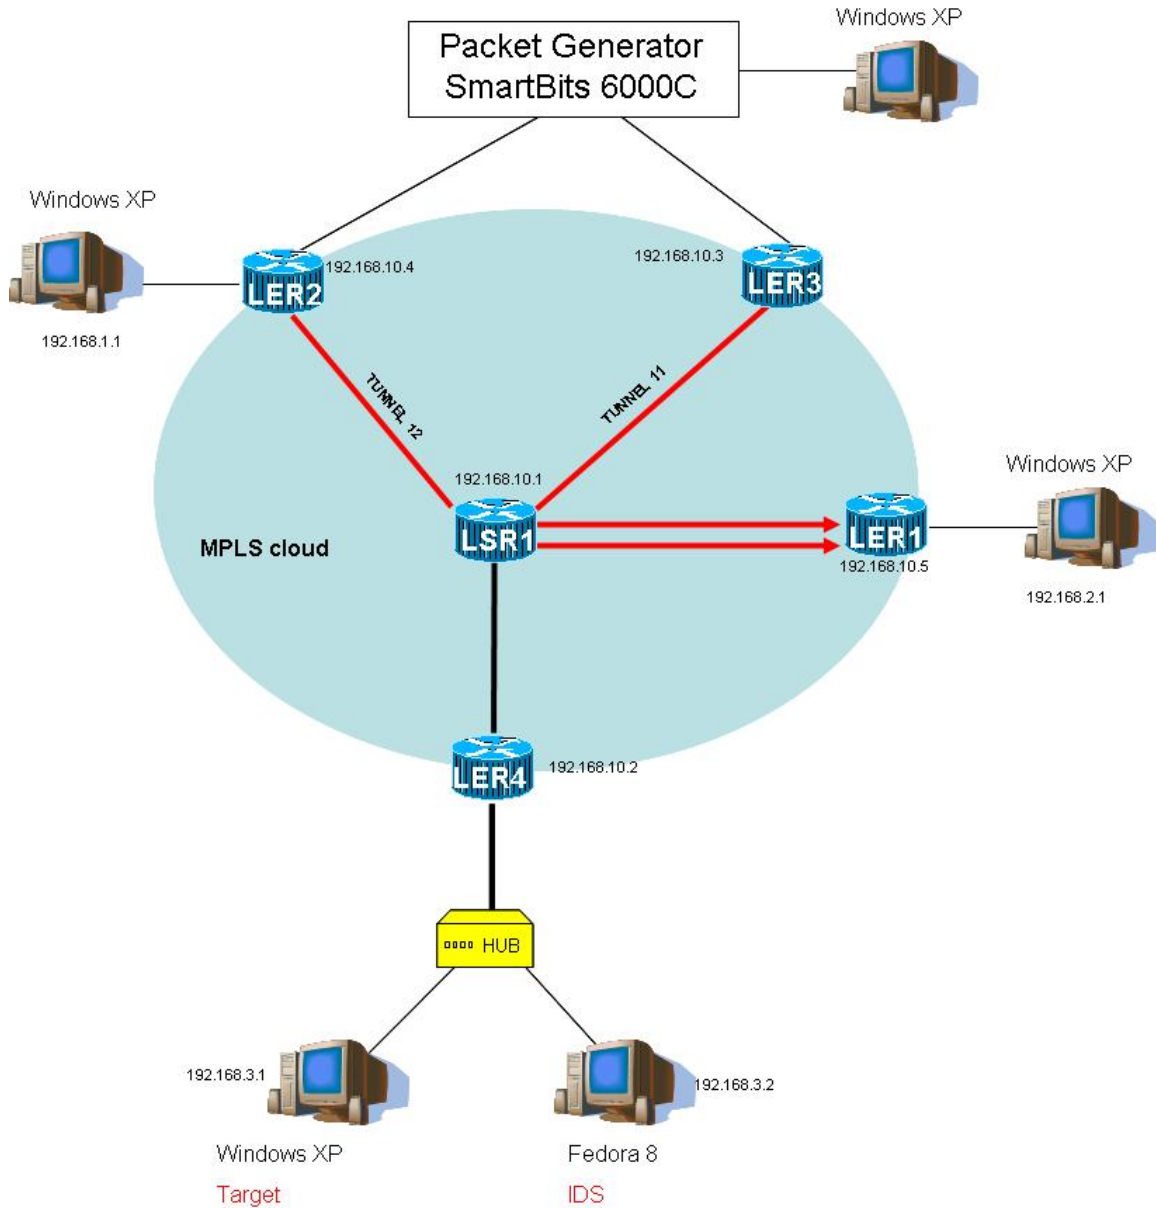 Windows XP
Packet Generator
SmartBits 6000C
Windows XP
192.168.10.4
192.168.10.3
LER2
LER3
192.168.1.1
TUNNEL 12
TUNNEL 11
Windows XP
192.168.10.1
MPLS cloud
LSR1
LER1
192.168.10.5
192.168.2.1
LER4
192.168.10.2
HUB
192.168.3.1
192.168.3.2
Windows XP
Target
Fedora 8
IDS